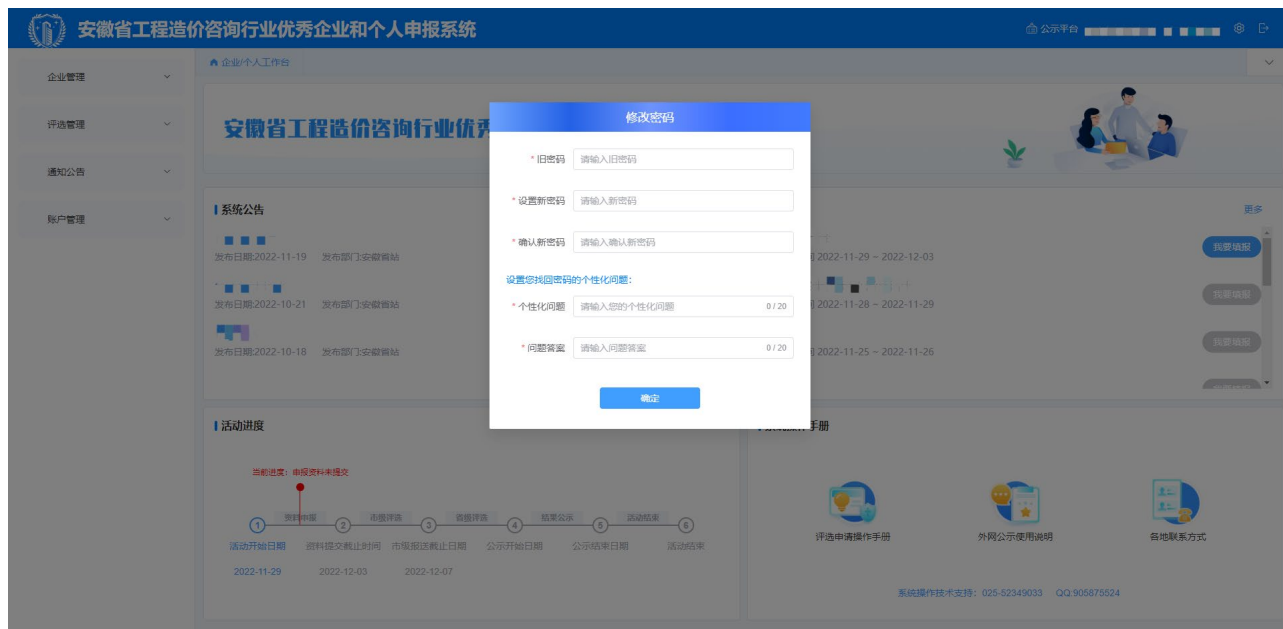 安徽省工程造价咨询行业优秀企业和个人申报系统
公示平台
企业管理
评选管理
通知公告
账户管理
企业/个人工作台
安徽省工程造价咨询行业优秀
修改密码
* 旧密码 请输入旧密码
* 设置新密码 请输入新密码
* 确认新密码 请输入确认新密码
设置您找回密码的个性化问题：
* 个性化问题 请输入您的个性化问题 0 / 20
* 问题答案 请输入问题答案 0 / 20
确定
系统公告
更多
发布日期:2022-11-19 发布部门:安徽省站
发布日期:2022-10-21 发布部门:安徽省站
发布日期:2022-10-18 发布部门:安徽省站
2022-11-29 ~ 2022-12-03
我要填报
2022-11-28 ~ 2022-11-29
我要填报
2022-11-25 ~ 2022-11-26
我要填报
活动进度
当前进度：申报资料未提交
资料申报 市级评选 省级评选 结果公示 活动结束
1 2 3 4 5 6
活动开始日期 资料提交截止时间 市级报送截止日期 公示开始日期 公示结束日期 活动结束
2022-11-29 2022-12-03 2022-12-07
手册
评选申请操作手册 外网公示使用说明 各地联系方式
系统操作技术支持：025-52349033 QQ:905875524